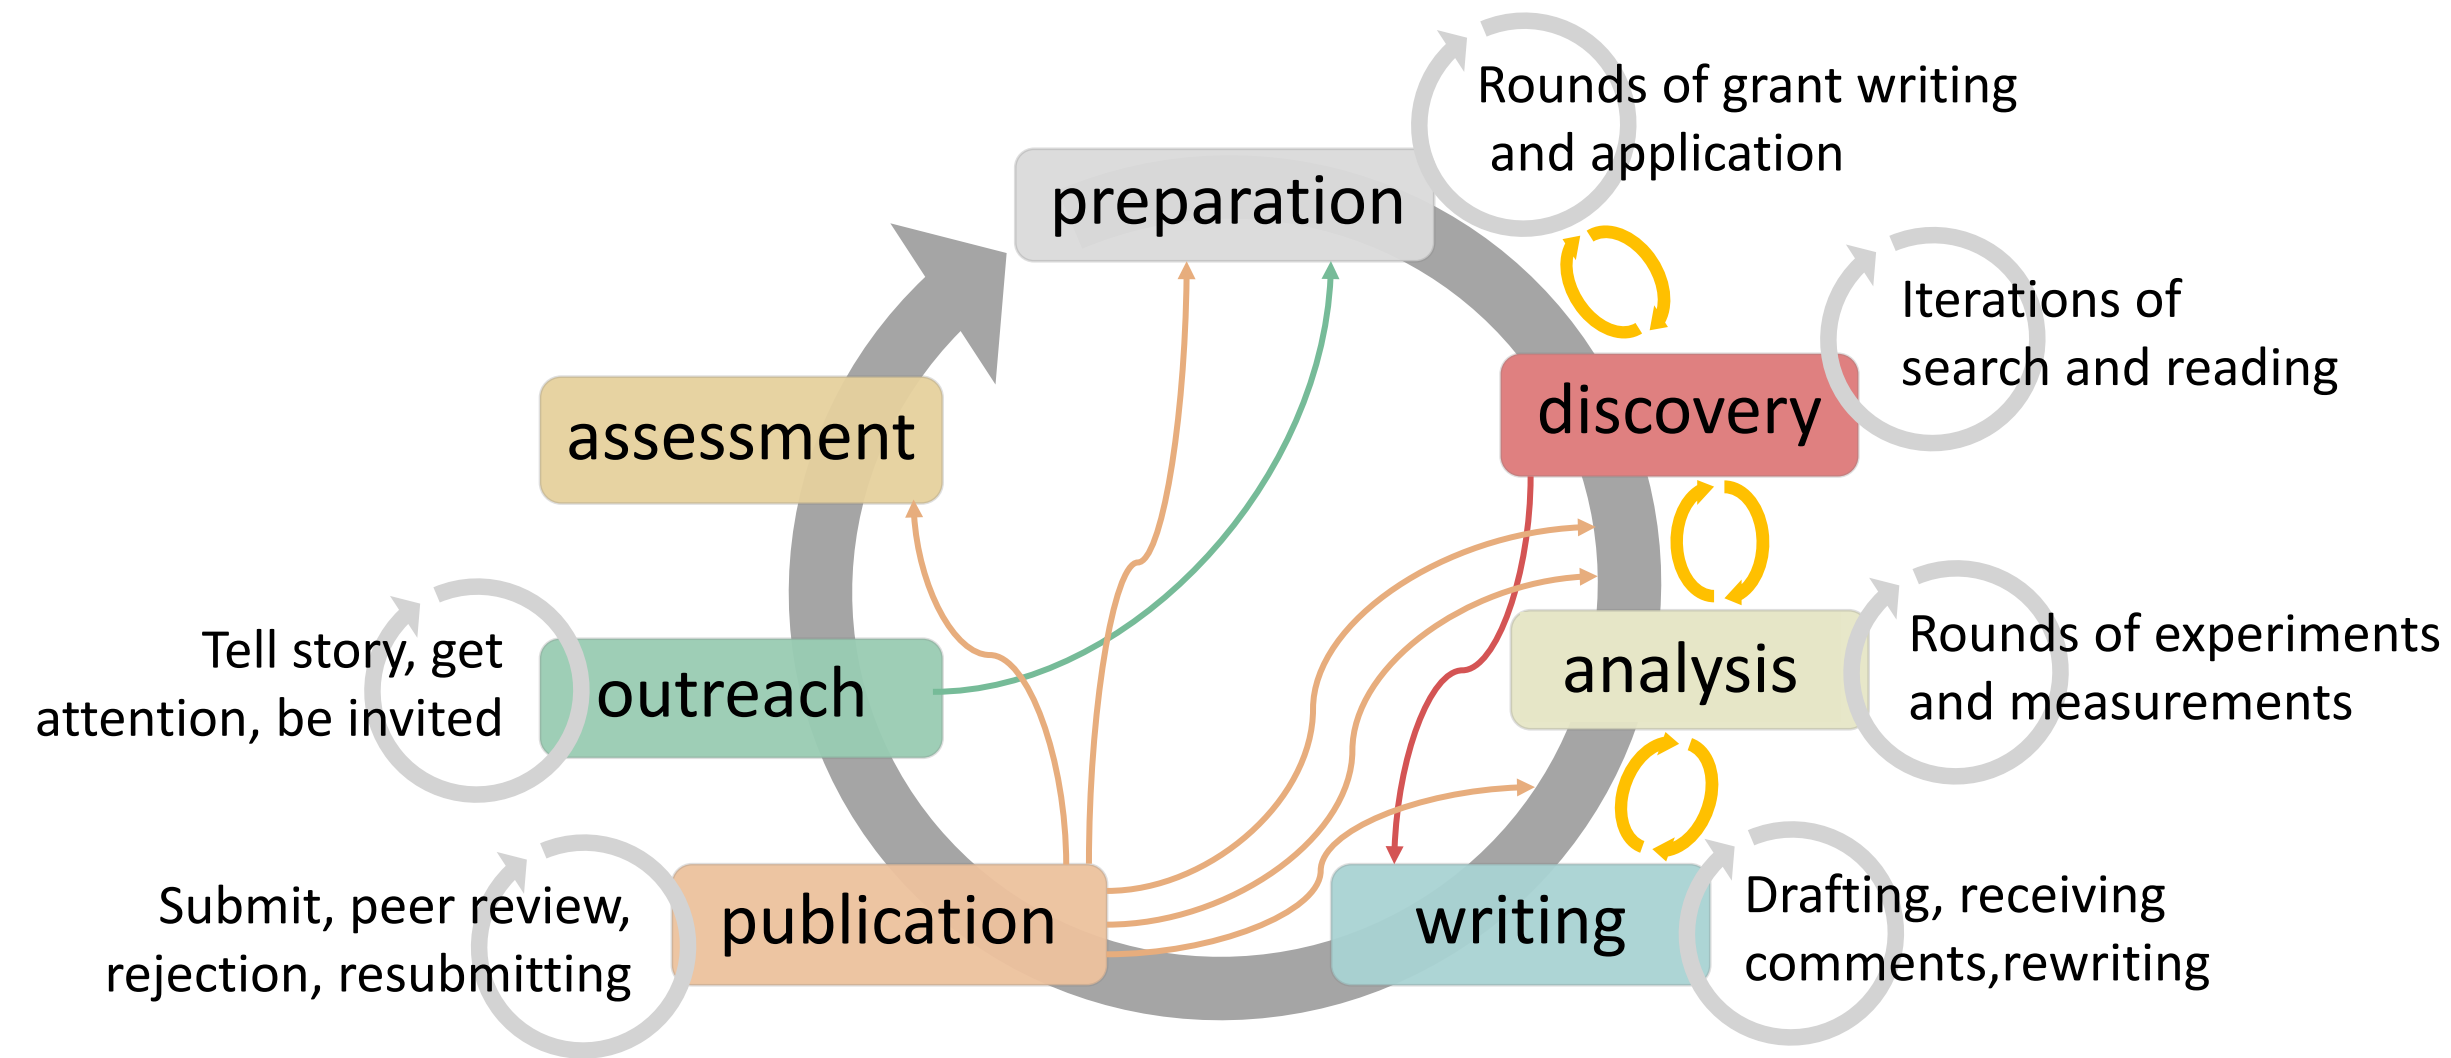 Rounds of grant writing
and application
preparation
Iterations of
search and reading
discovery
assessment
Rounds of experiments
and measurements
analysis
Tell story, get
attention, be invited
outreach
Drafting, receiving
comments,rewriting
writing
Submit, peer review,
rejection, resubmitting
publication